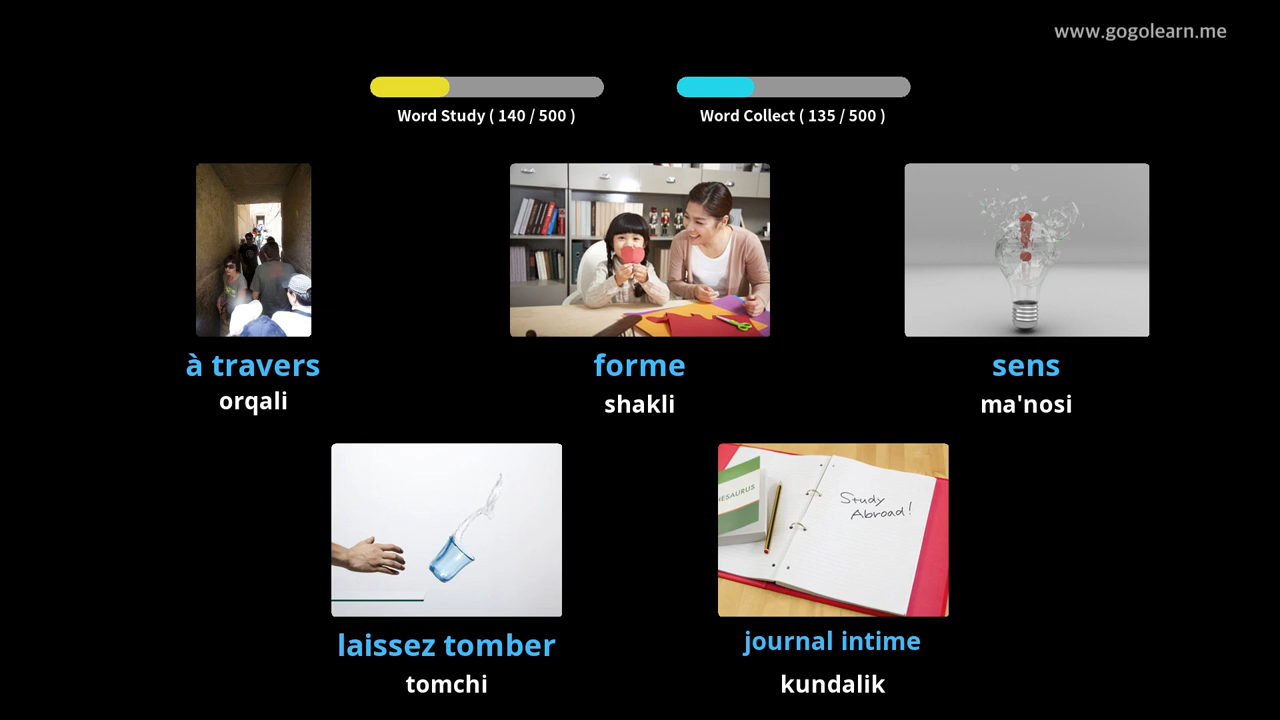 www.gogolearn.me
Word Study ( 140 / 500 )
Word Collect ( 135 / 500 )
à travers
orqali
forme
shakli
sens
ma'nosi
THESAURUS
Study
Abroad!
laissez tomber
tomchi
journal intime
kundalik